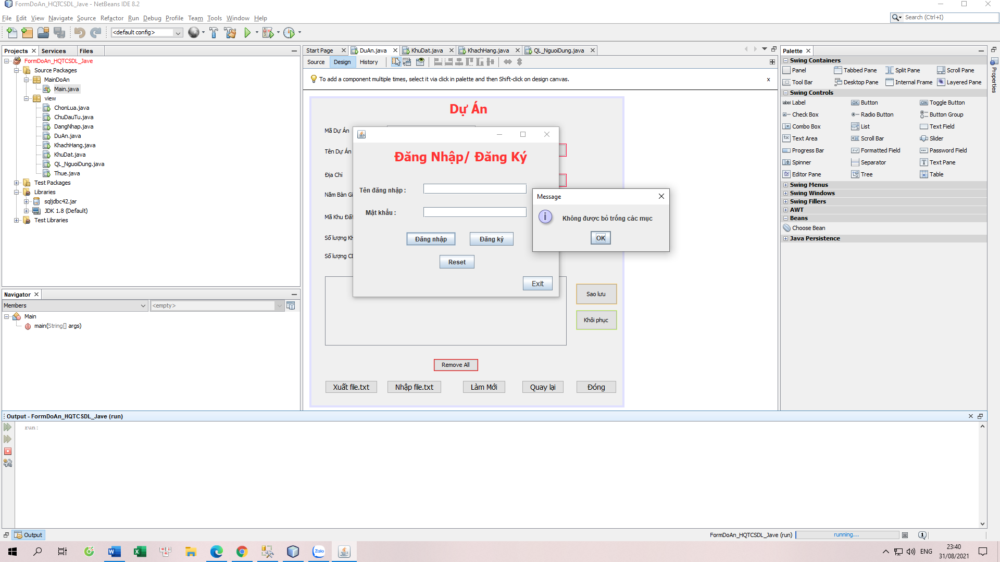 FormDoAn_HQTCSDL_Jave - NetBeans IDE 8.2
File Edit View Navigate Source Refactor Run Debug Profile Team Tools Window Help
Search (Ctrl+I)
<default config>
Projects Services Files
FormDoAn_HQTCSDL_Jave
Source Packages
MainDoAn
Main.java
view
ChonLua.java
ChuDauTu.java
DangNhap.java
DuAn.java
KhachHang.java
KhuDat.java
QL_NguoiDung.java
Thue.java
Test Packages
Libraries
sqljdbc42.jar
JDK 1.8 (Default)
Test Libraries
Navigator
Members
<empty>
Main
main(String[] args)
Start Page DuAn.java KhuDat.java KhachHang.java QL_NguoiDung.java
Source Design History
To add a component multiple times, select it via click in palette and then Shift-click on design canvas.
x
Dự Án
Mã Dự Án
Tên Dự Án
Địa Chỉ
Năm Bàn Gi
Mã Khu Đất
Số lượng KH
Số lượng CD
Sao lưu
Khôi phục
Remove All
Xuất file.txt Nhập file.txt Làm Mới Quay lại Đóng
Đăng Nhập/ Đăng Ký
Tên đăng nhập :
Mật khẩu :
Đăng nhập Đăng ký
Reset
Exit
Message
Không được bỏ trống các mục
OK
Palette
Swing Containers
Panel Tabbed Pane Split Pane Scroll Pane
Tool Bar Desktop Pane Internal Frame Layered Pane
Swing Controls
Label Button Toggle Button
Check Box Radio Button Button Group
Combo Box List Text Field
Text Area Scroll Bar Slider
Progress Bar Formatted Field Password Field
Spinner Separator Text Pane
Editor Pane Tree Table
Swing Menus
Swing Windows
Swing Fillers
AWT
Beans
Choose Bean
Java Persistence
Properties
Output - FormDoAn_HQTCSDL_Jave (run)
run:
Output
FormDoAn_HQTCSDL_Jave (run)
running...
1
Zalo
ENG
23:40
31/08/2021